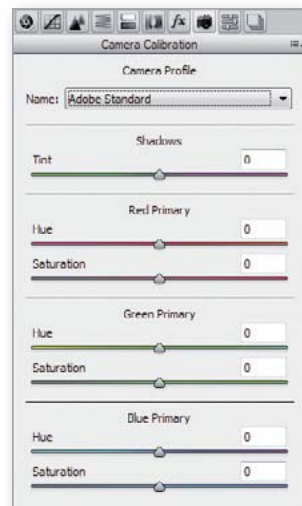 fx
Camera Calibration
Camera Profile
Name: Adobe Standard
Shadows
Tint 0
Red Primary
Hue 0
Saturation 0
Green Primary
Hue 0
Saturation 0
Blue Primary
Hue 0
Saturation 0